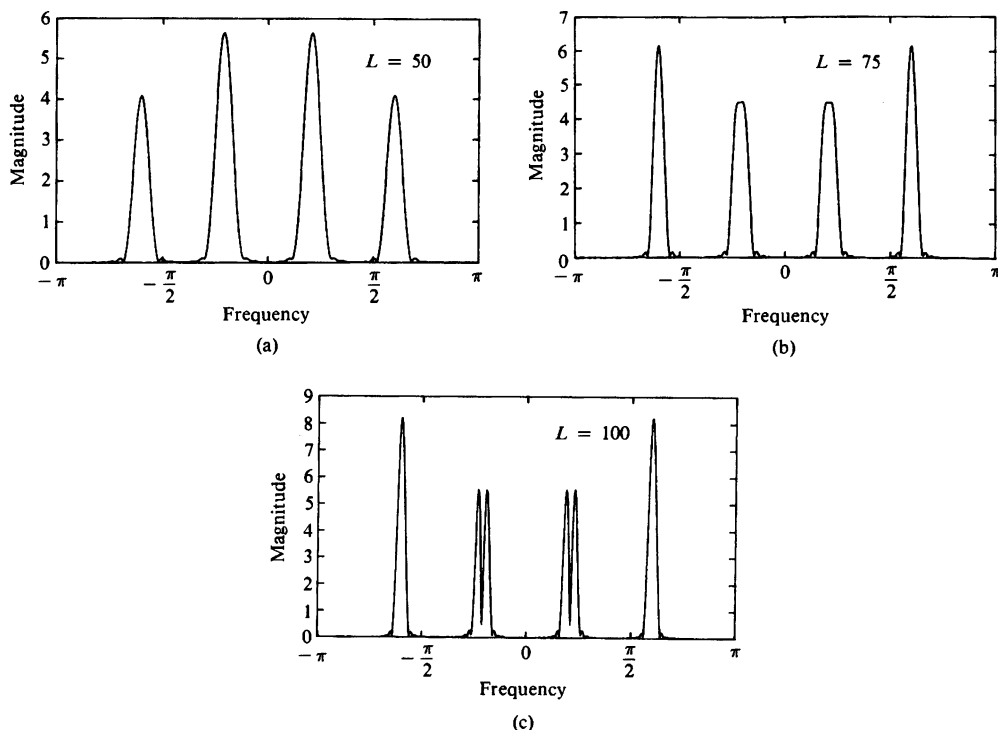 6
5
4
3
2
1
0
Magnitude
L = 50
−π
−π/2
0
π/2
π
Frequency
(a)
7
6
5
4
3
2
1
0
Magnitude
L = 75
−π
−π/2
0
π/2
π
Frequency
(b)
9
8
7
6
5
4
3
2
1
0
Magnitude
L = 100
−π
−π/2
0
π/2
π
Frequency
(c)